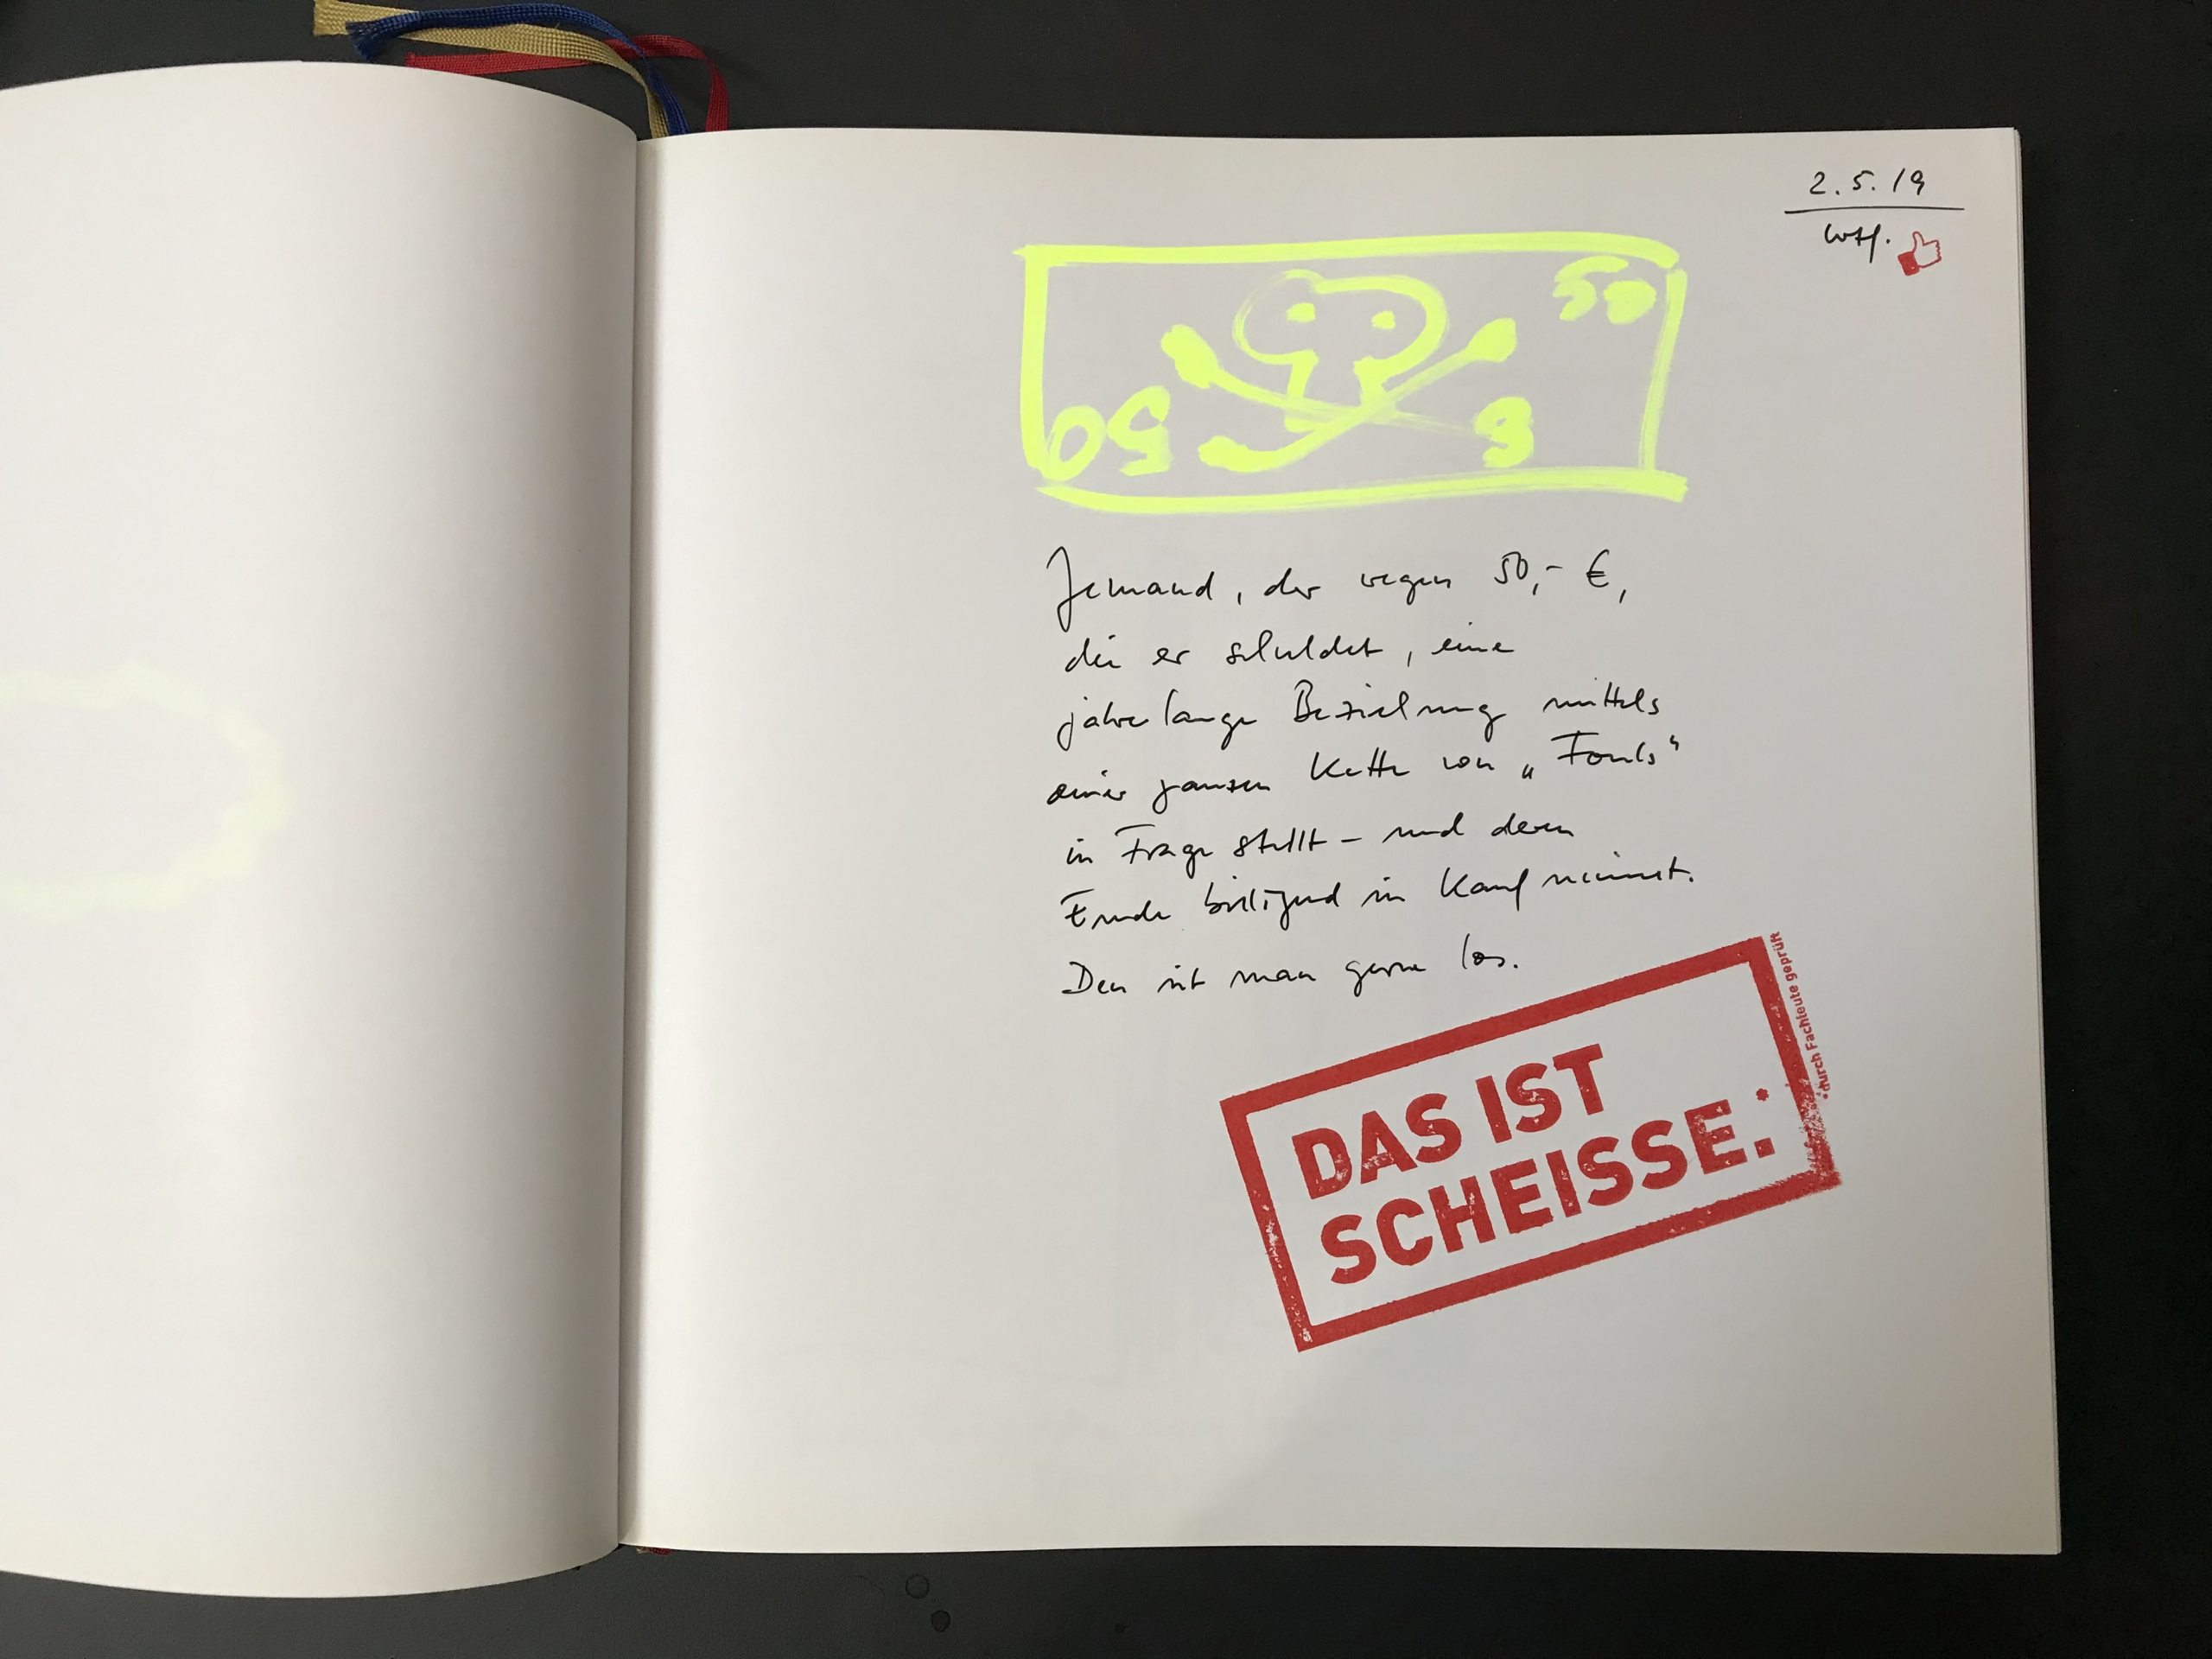 2.5.19
50
50
Jemand, der wegen 50,- €,
die er schuldet, eine
jahrelange Beziehung mittels
einer ganzen Kette von „Fouls“
in Frage stellt – und deren
Ende billigend in Kauf nimmt.
Den ist man gerne los.
DAS IST
SCHEISSE.*
*durch Fachleute geprüft